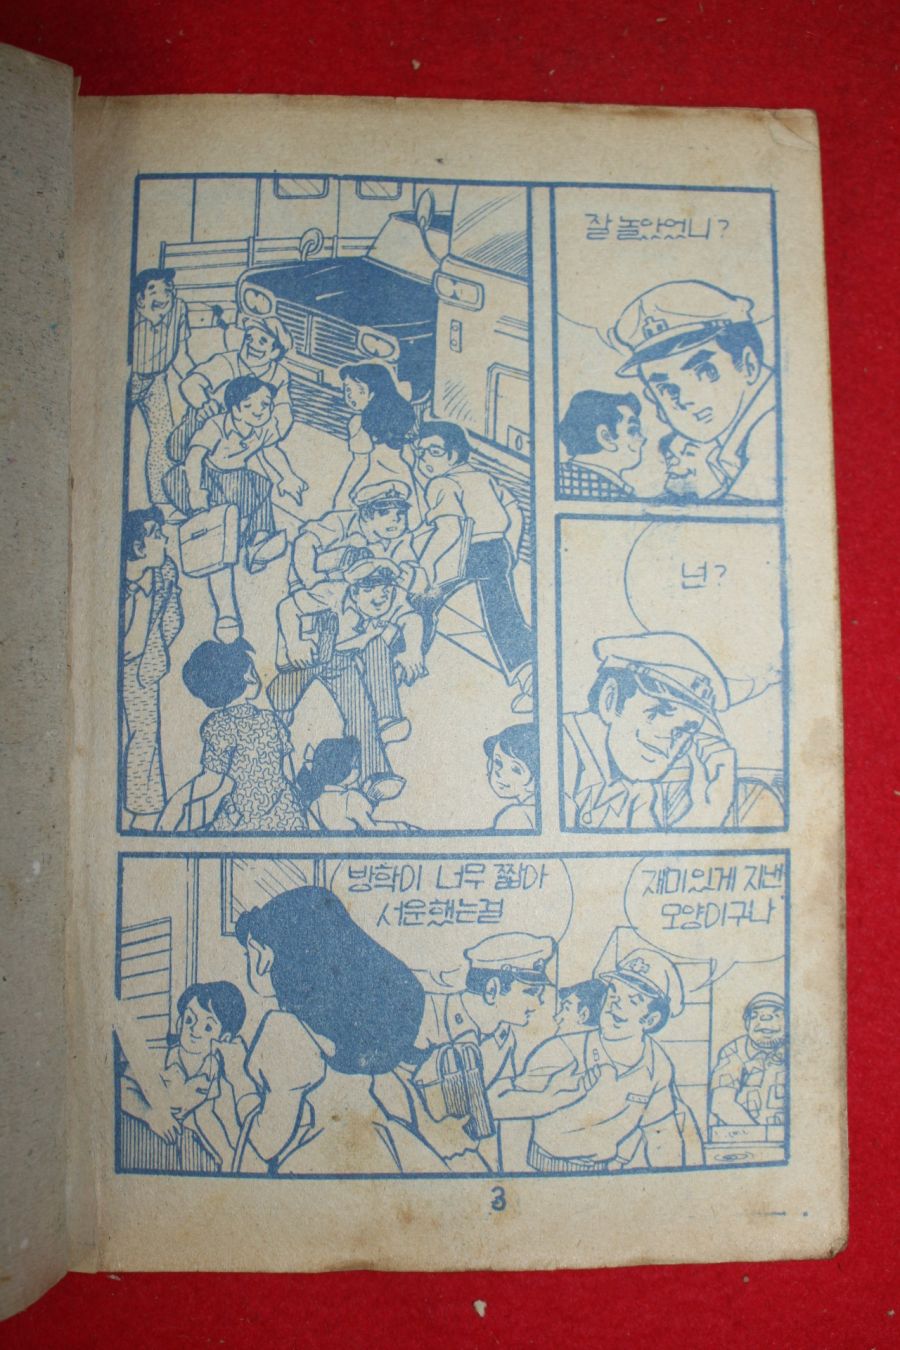 잘 놀았었니?
넌?
방학이 너무 짧아
서운했는걸
재미있게 지낸
모양이구나
3